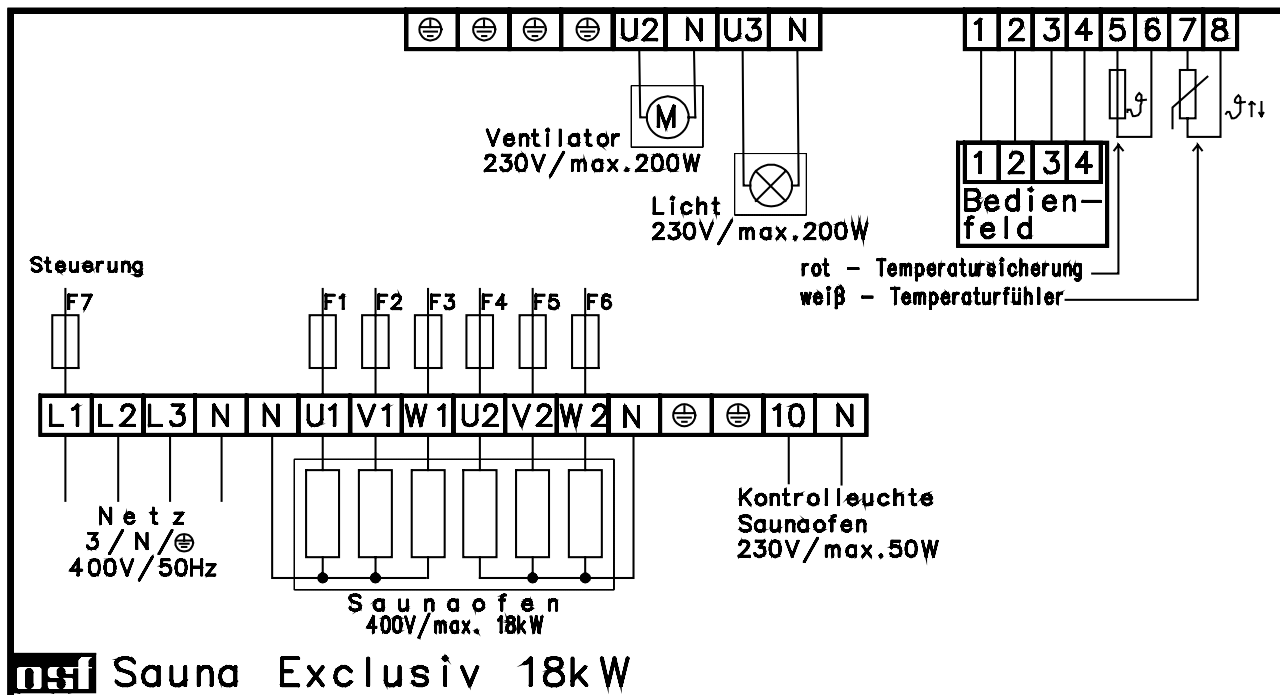 U2 N U3 N
1 2 3 4 5 6 7 8
M
ϑ
ϑ↑↓
Ventilator
230V/max.200W
1 2 3 4
Bedien-
feld
Licht
230V/max.200W
Steuerung
rot - Temperatursicherung
weiß - Temperaturfühler
F7 F1 F2 F3 F4 F5 F6
L1 L2 L3 N N U1 V1 W1 U2 V2 W2 N 10 N
Netz
3/N/⏚
400V/50Hz
Kontrolleuchte
Saunaofen
230V/max.50W
Saunaofen
400V/max. 18kW
osf Sauna Exclusiv 18kW